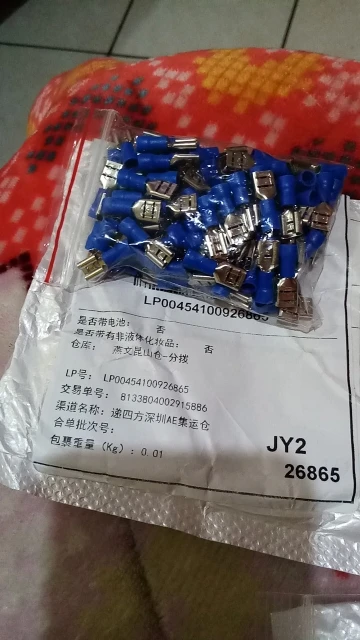 LP00454100926865
是否带电池: 否
是否带有非液体化妆品: 否
仓库: 燕文昆山仓-分拨
LP号: LP00454100926865
交易单号: 8133804002915886
渠道名称: 递四方深圳AE集运仓
合单批次号:
包裹重量(Kg): 0.01
JY2
26865